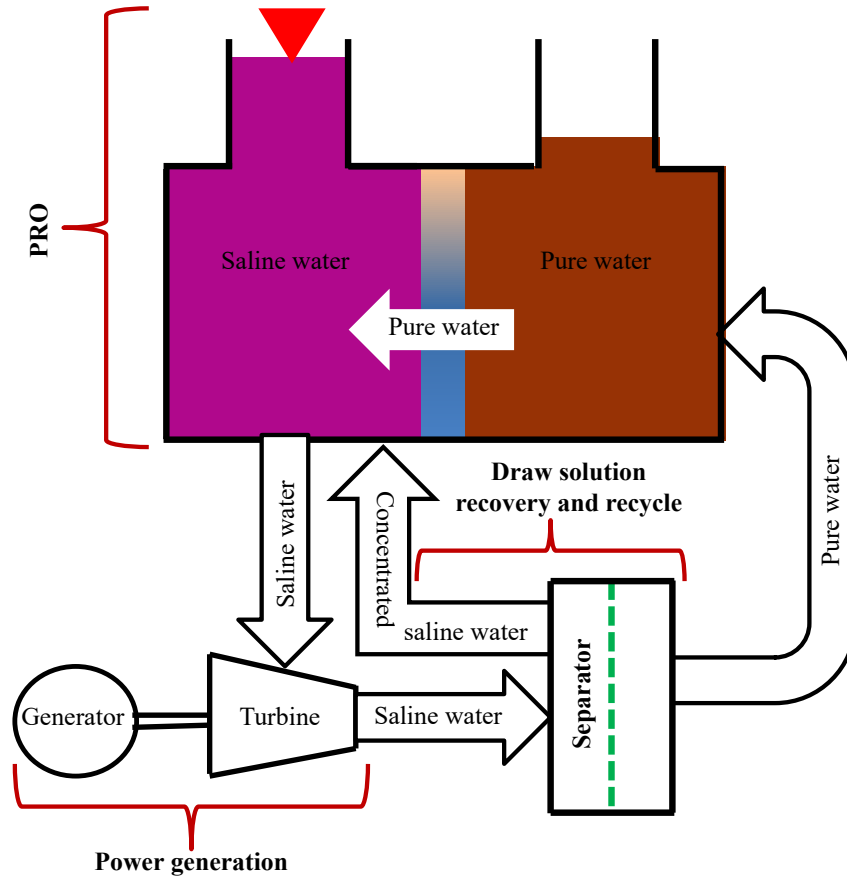 PRO
Saline water
Pure water
Pure water
Saline water
Concentrated
saline water
Draw solution
recovery and recycle
Pure water
Generator
Turbine
Saline water
Separator
Power generation